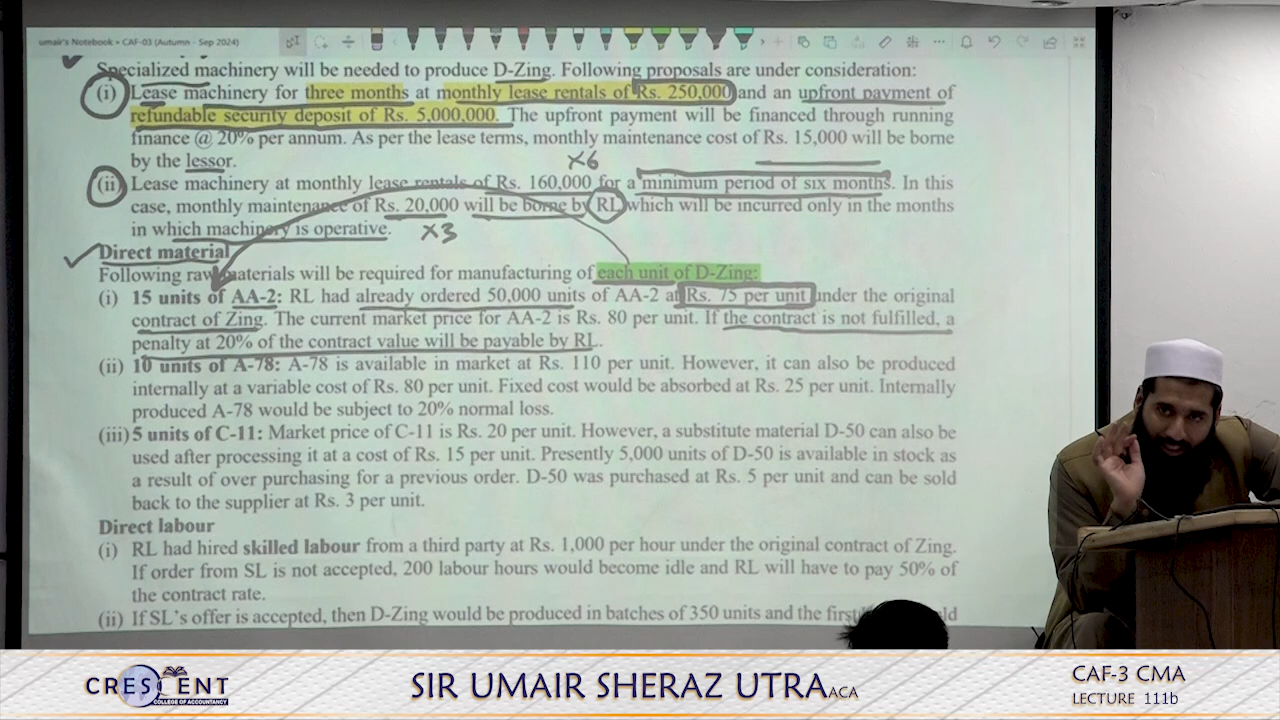 umair's Notebook » CAF-03 (Autumn - Sep 2024)
Specialized machinery will be needed to produce D-Zing. Following proposals are under consideration:
(i) Lease machinery for three months at monthly lease rentals of Rs. 250,000 and an upfront payment of
refundable security deposit of Rs. 5,000,000. The upfront payment will be financed through running
finance @ 20% per annum. As per the lease terms, monthly maintenance cost of Rs. 15,000 will be borne
by the lessor.
×6
(ii) Lease machinery at monthly lease rentals of Rs. 160,000 for a minimum period of six months. In this
case, monthly maintenance of Rs. 20,000 will be borne by RL which will be incurred only in the months
in which machinery is operative.
×3
Direct material
Following raw materials will be required for manufacturing of each unit of D-Zing:
(i) 15 units of AA-2: RL had already ordered 50,000 units of AA-2 at Rs. 75 per unit under the original
contract of Zing. The current market price for AA-2 is Rs. 80 per unit. If the contract is not fulfilled, a
penalty at 20% of the contract value will be payable by RL.
(ii) 10 units of A-78: A-78 is available in market at Rs. 110 per unit. However, it can also be produced
internally at a variable cost of Rs. 80 per unit. Fixed cost would be absorbed at Rs. 25 per unit. Internally
produced A-78 would be subject to 20% normal loss.
(iii) 5 units of C-11: Market price of C-11 is Rs. 20 per unit. However, a substitute material D-50 can also be
used after processing it at a cost of Rs. 15 per unit. Presently 5,000 units of D-50 is available in stock as
a result of over purchasing for a previous order. D-50 was purchased at Rs. 5 per unit and can be sold
back to the supplier at Rs. 3 per unit.
Direct labour
(i) RL had hired skilled labour from a third party at Rs. 1,000 per hour under the original contract of Zing.
If order from SL is not accepted, 200 labour hours would become idle and RL will have to pay 50% of
the contract rate.
(ii) If SL's offer is accepted, then D-Zing would be produced in batches of 350 units and the first
CRESCENT
COLLEGE OF ACCOUNTANCY
SIR UMAIR SHERAZ UTRA ACA
CAF-3 CMA
LECTURE 111b